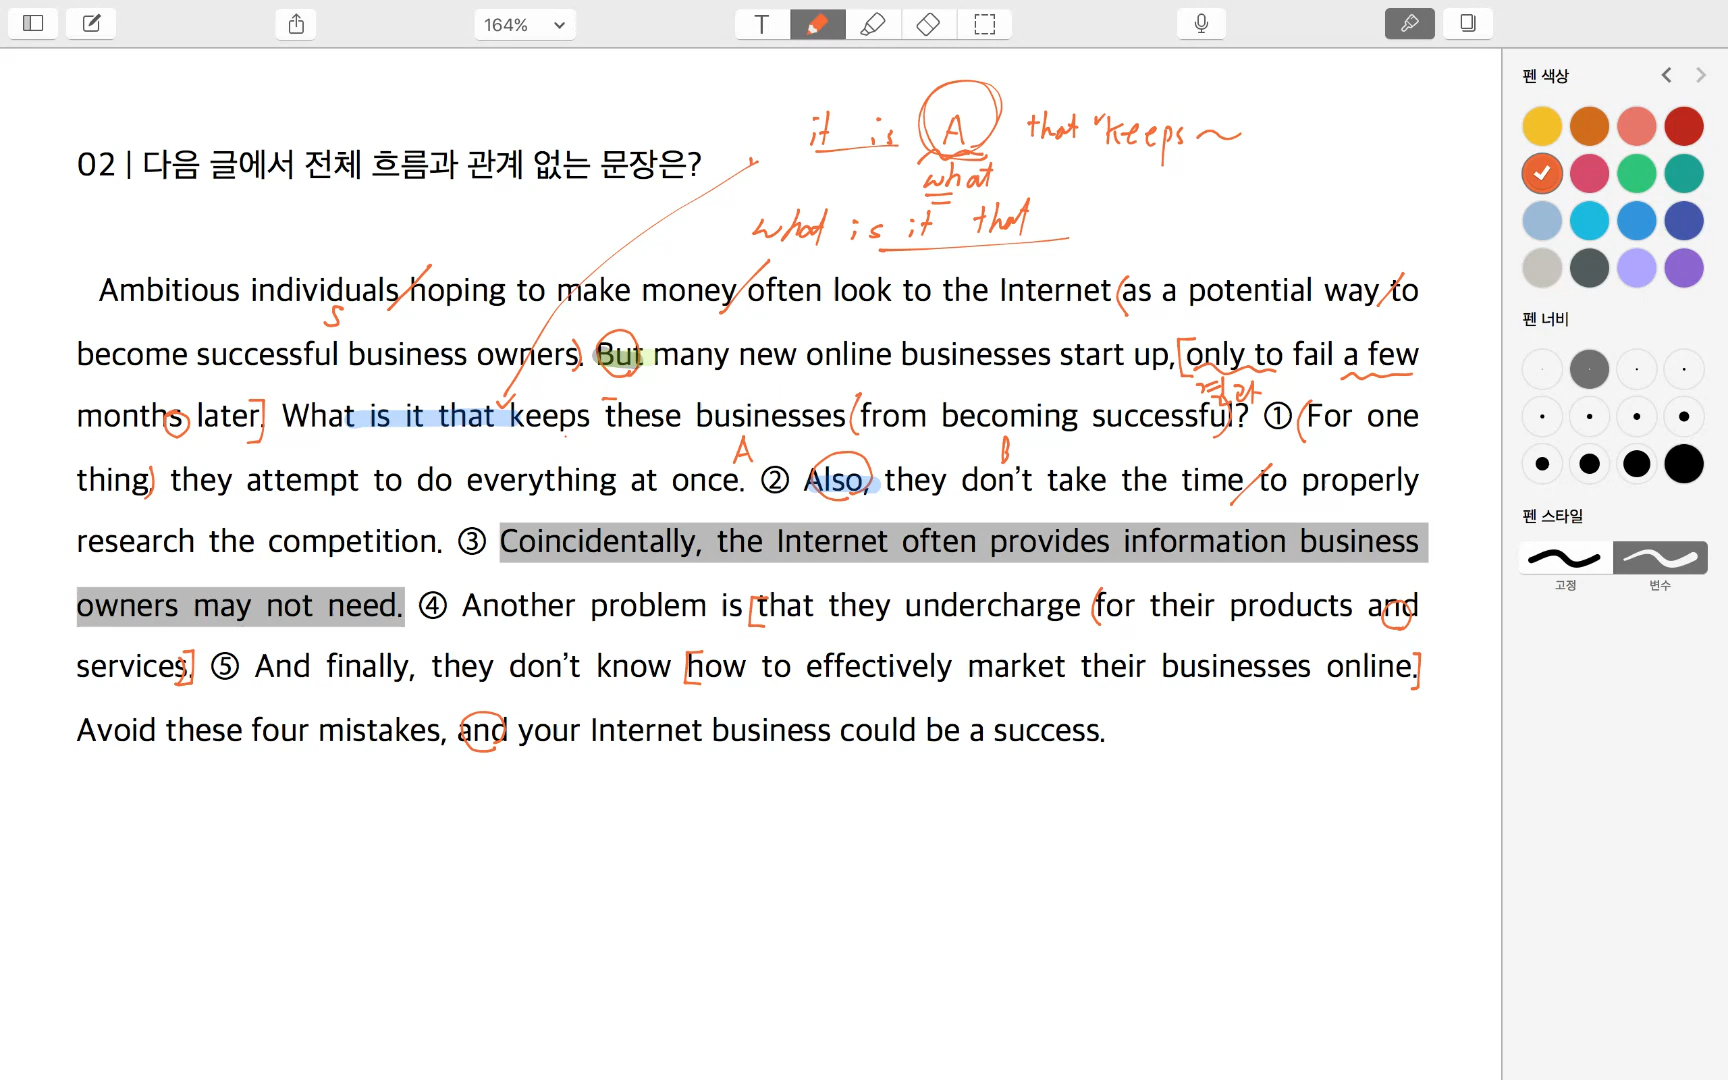 164%
T
펜 색상
it is A that keeps
what
02 | 다음 글에서 전체 흐름과 관계 없는 문장은?
what is it that
Ambitious individuals hoping to make money often look to the Internet as a potential way to
S
펜 너비
become successful business owners. But many new online businesses start up, only to fail a few
결과
months later. What is it that keeps these businesses from becoming successful? ① For one
A B
thing, they attempt to do everything at once. ② Also, they don't take the time to properly
펜 스타일
research the competition. ③ Coincidentally, the Internet often provides information business
고정 변수
owners may not need. ④ Another problem is that they undercharge for their products and
services. ⑤ And finally, they don't know how to effectively market their businesses online.
Avoid these four mistakes, and your Internet business could be a success.